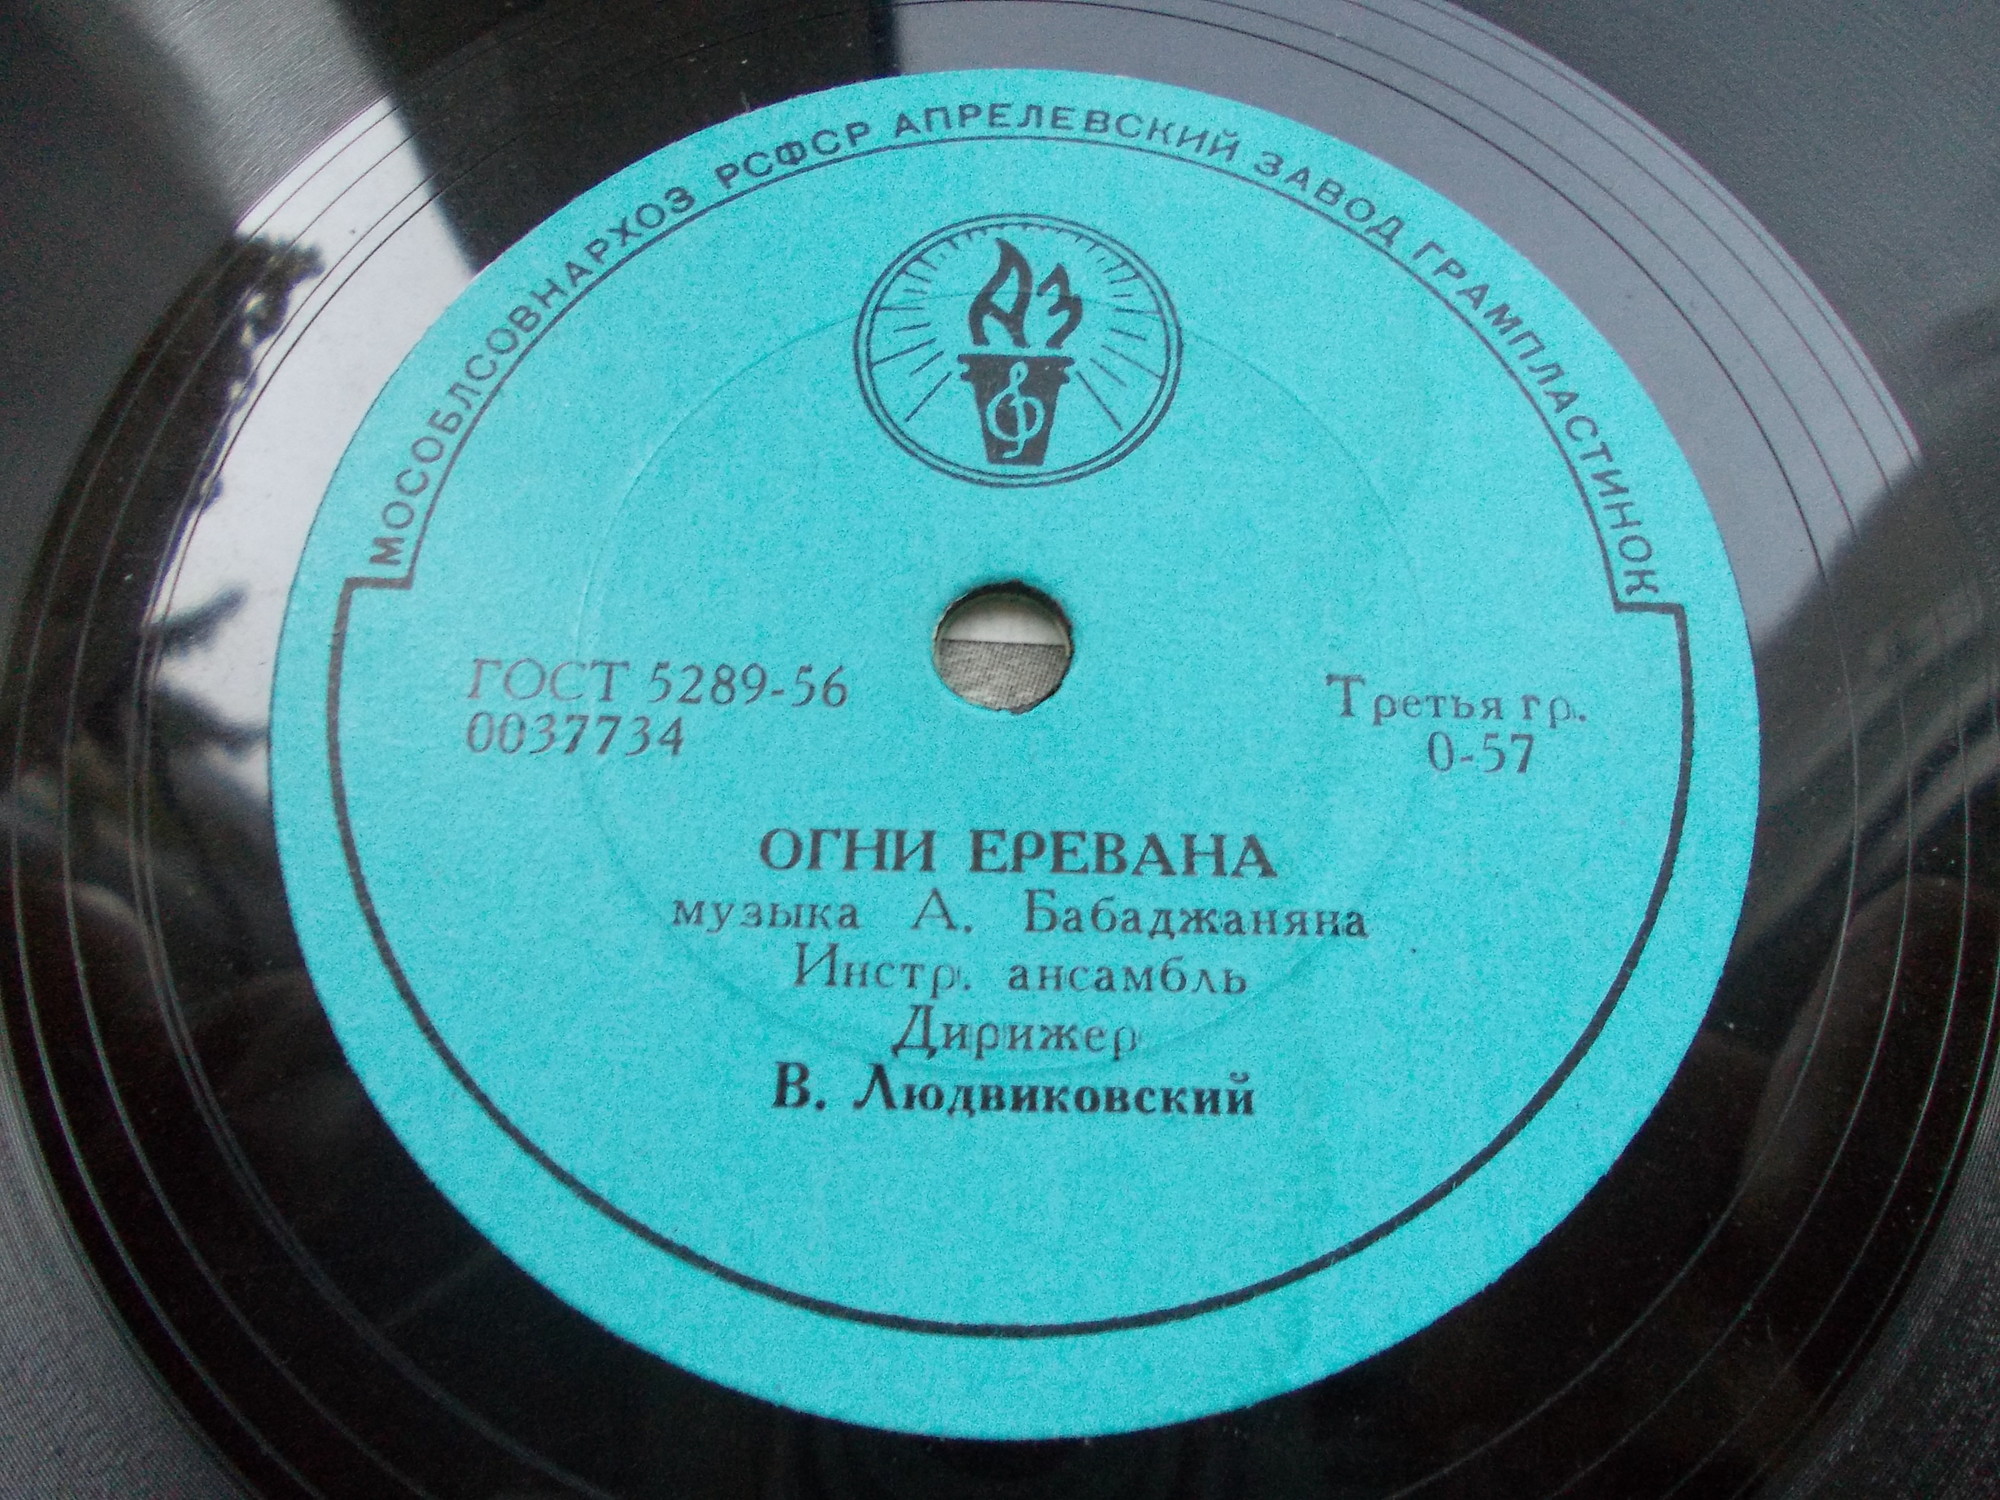 МОСОБЛСОВНАРХОЗ РСФСР АПРЕЛЕВСКИЙ ЗАВОД ГРАМПЛАСТИНОК
АЗ
ГОСТ 5289-56
0037734
Третья гр.
0-57
ОГНИ ЕРЕВАНА
музыка А. Бабаджаняна
Инстр. ансамбль
Дирижер
В. Людвиковский